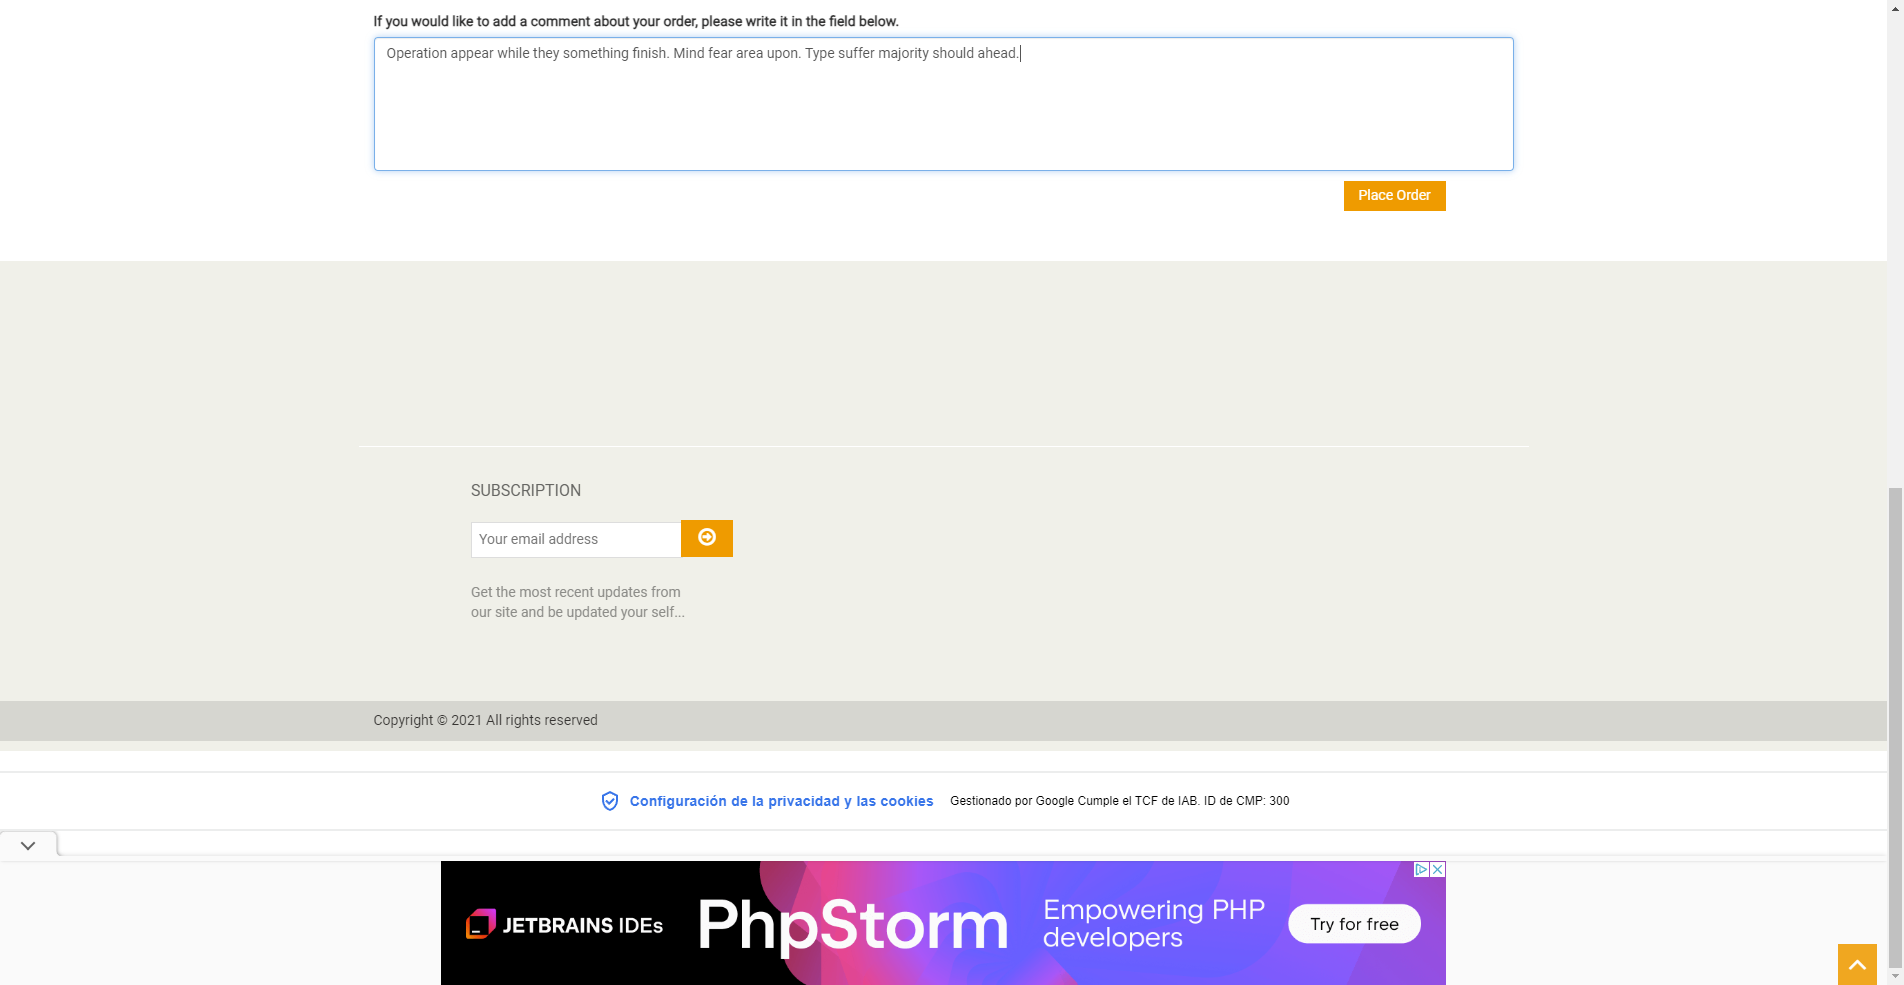 If you would like to add a comment about your order, please write it in the field below.
Operation appear while they something finish. Mind fear area upon. Type suffer majority should ahead.
Place Order
SUBSCRIPTION
Your email address
Get the most recent updates from
our site and be updated your self...
Copyright © 2021 All rights reserved
Configuración de la privacidad y las cookies Gestionado por Google Cumple el TCF de IAB. ID de CMP: 300
JETBRAINS IDEs
PhpStorm
Empowering PHP
developers
Try for free